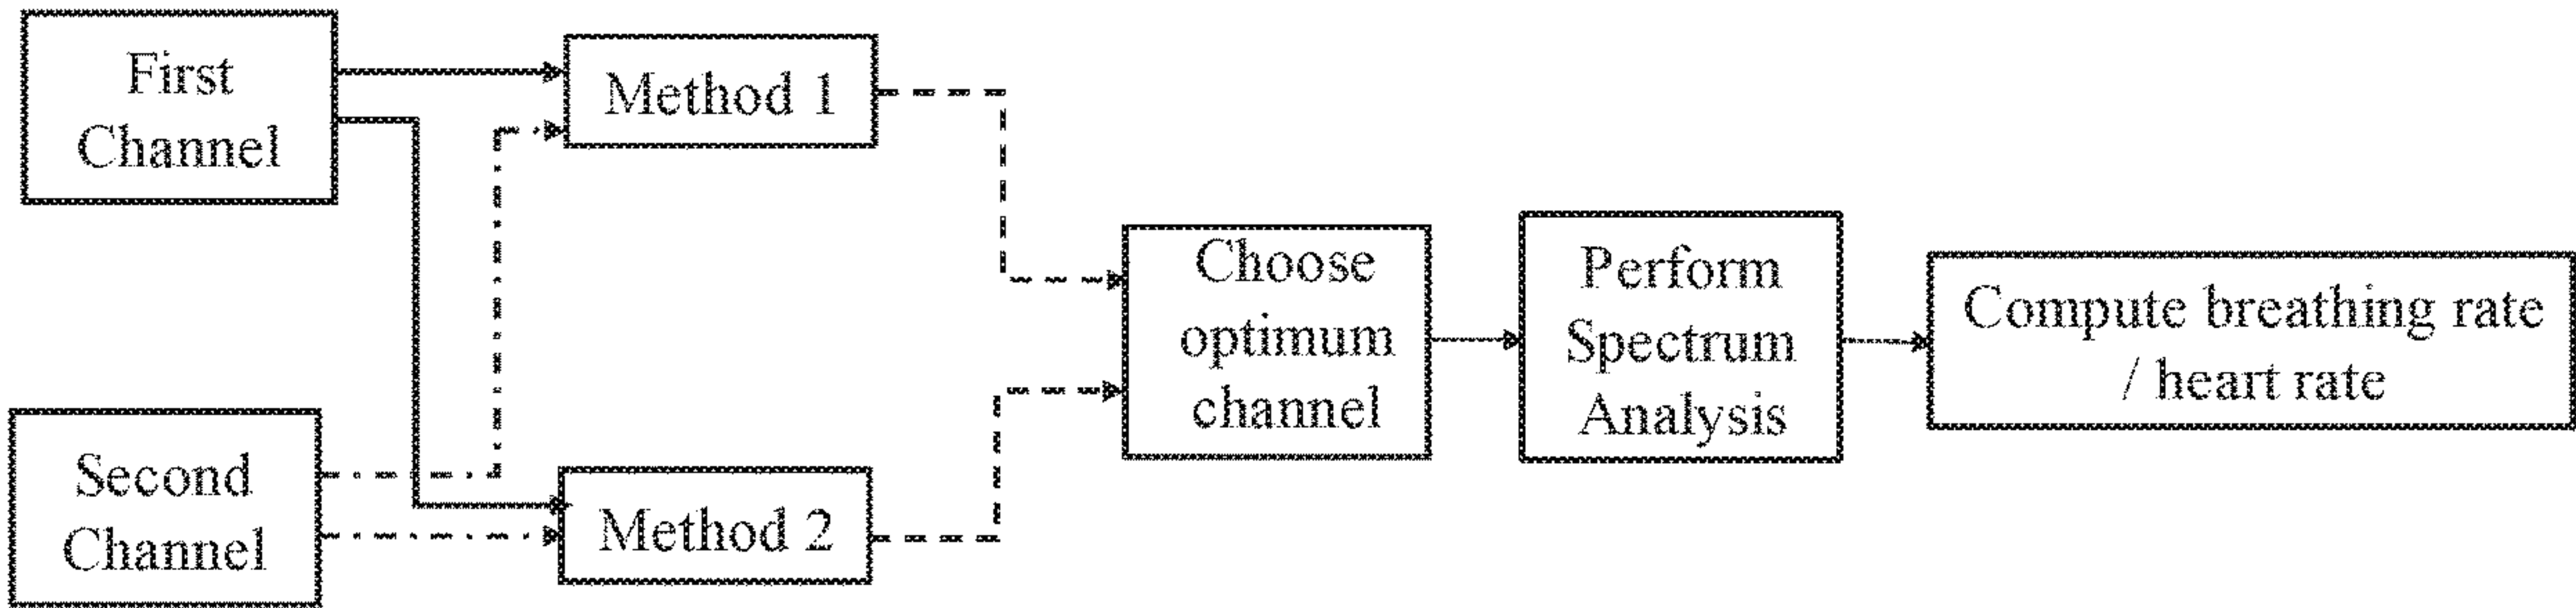 First
Channel
Method 1
Second
Channel
Method 2
Choose
optimum
channel
Perform
Spectrum
Analysis
Compute breathing rate
/ heart rate